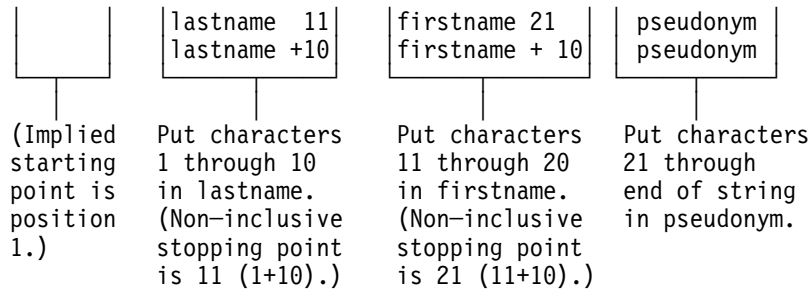 lastname  11 firstname 21 pseudonym
lastname +10 firstname + 10 pseudonym
(Implied Put characters Put characters Put characters
starting 1 through 10 11 through 20 21 through
point is in lastname. in firstname. end of string
position (Non–inclusive (Non–inclusive in pseudonym.
1.) stopping point stopping point
is 11 (1+10).) is 21 (11+10).)